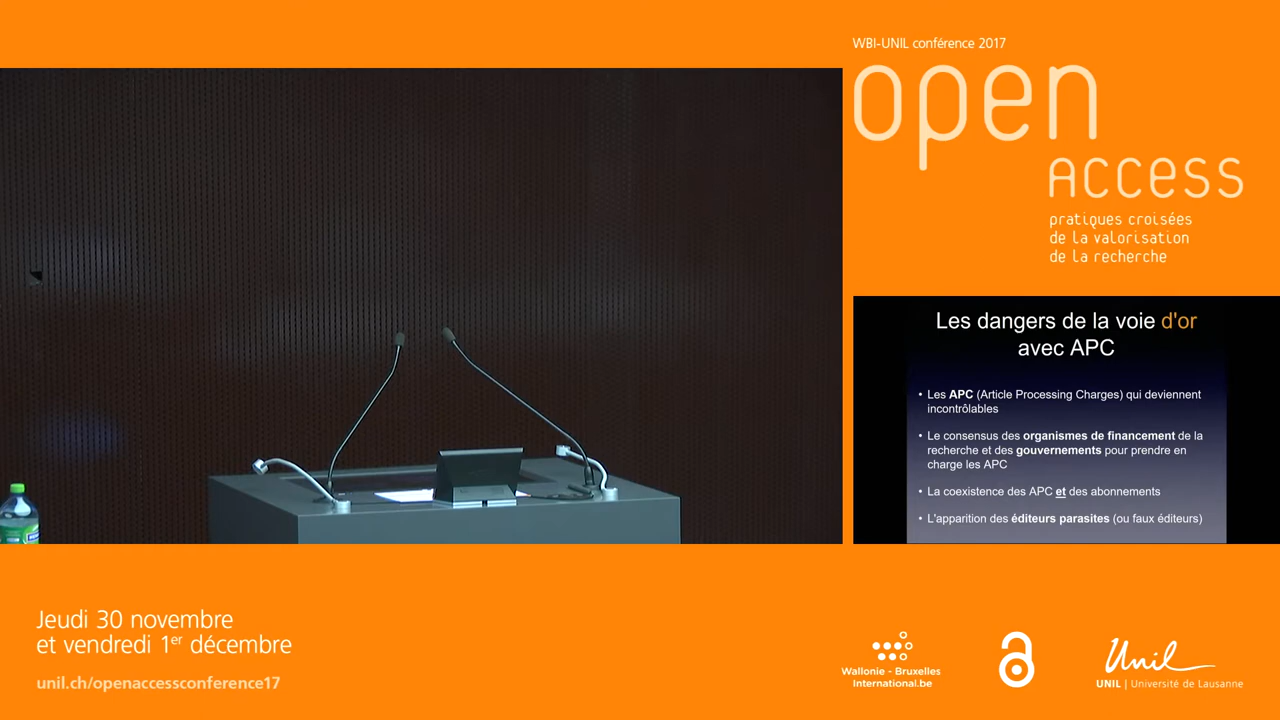 WBI-UNIL conférence 2017
open
access
pratiques croisées
de la valorisation
de la recherche
Les dangers de la voie d'or
avec APC
• Les APC (Article Processing Charges) qui deviennent
incontrôlables
• Le consensus des organismes de financement de la
recherche et des gouvernements pour prendre en
charge les APC
• La coexistence des APC et des abonnements
• L'apparition des éditeurs parasites (ou faux éditeurs)
Jeudi 30 novembre
et vendredi 1er décembre
unil.ch/openaccessconference17
Wallonie - Bruxelles
International.be
Unil
UNIL | Université de Lausanne